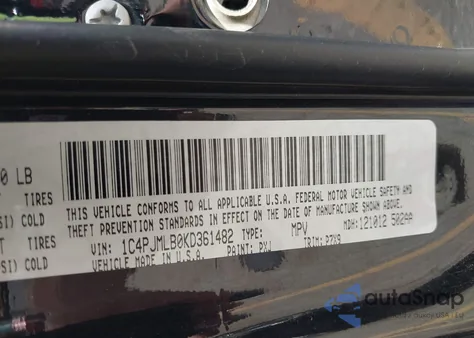 0 LB
TIRES
SI) COLD
TIRES
SI) COLD
THIS VEHICLE CONFORMS TO ALL APPLICABLE U.S.A. FEDERAL MOTOR VEHICLE SAFETY AND
THEFT PREVENTION STANDARDS IN EFFECT ON THE DATE OF MANUFACTURE SHOWN ABOVE.
VIN: 1C4PJMLB0KD361482 TYPE: MPV MDH: 121012 502AA
VEHICLE MADE IN U.S.A. PAINT: PXJ TRIM: P7X9
autoSnap